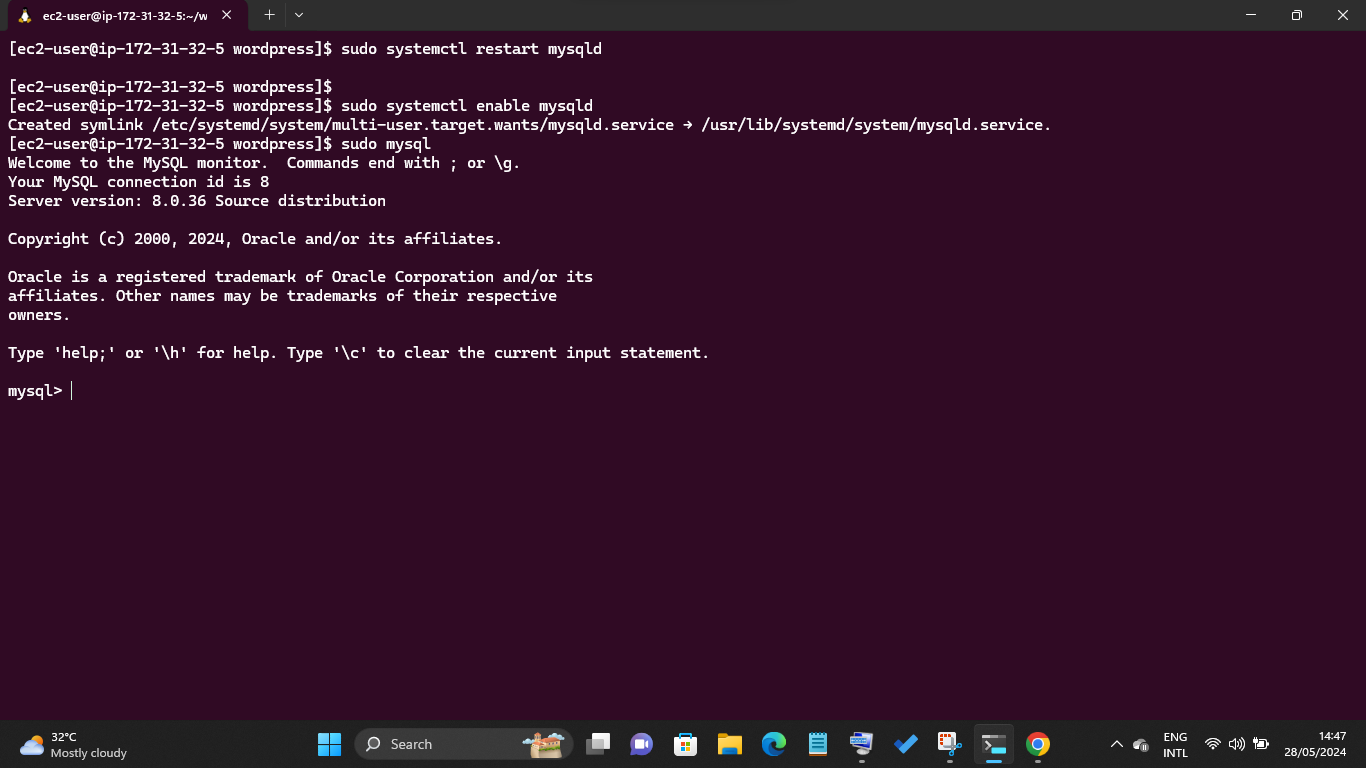 ec2-user@ip-172-31-32-5:~/w
[ec2-user@ip-172-31-32-5 wordpress]$ sudo systemctl restart mysqld
[ec2-user@ip-172-31-32-5 wordpress]$
[ec2-user@ip-172-31-32-5 wordpress]$ sudo systemctl enable mysqld
Created symlink /etc/systemd/system/multi-user.target.wants/mysqld.service → /usr/lib/systemd/system/mysqld.service.
[ec2-user@ip-172-31-32-5 wordpress]$ sudo mysql
Welcome to the MySQL monitor.  Commands end with ; or \g.
Your MySQL connection id is 8
Server version: 8.0.36 Source distribution
Copyright (c) 2000, 2024, Oracle and/or its affiliates.
Oracle is a registered trademark of Oracle Corporation and/or its
affiliates. Other names may be trademarks of their respective
owners.
Type 'help;' or '\h' for help. Type '\c' to clear the current input statement.
mysql>
32°C
Mostly cloudy
Search
ENG
INTL
14:47
28/05/2024